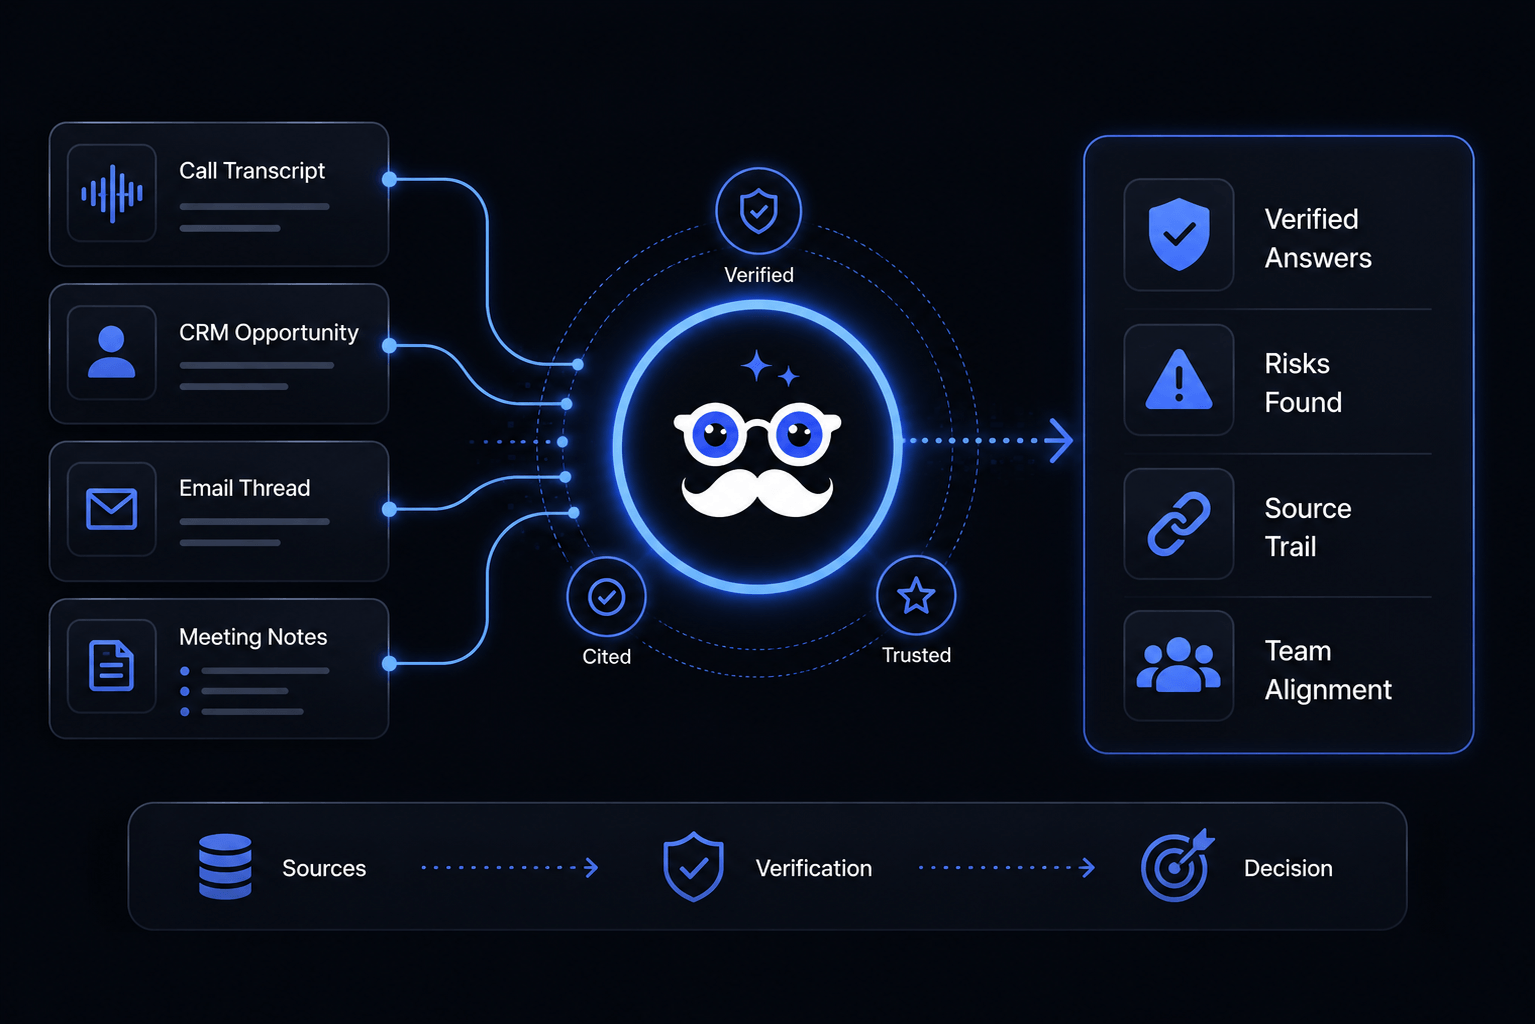 Call Transcript
CRM Opportunity
Email Thread
Meeting Notes
Verified
Cited
Trusted
Verified
Answers
Risks
Found
Source
Trail
Team
Alignment
Sources
Verification
Decision